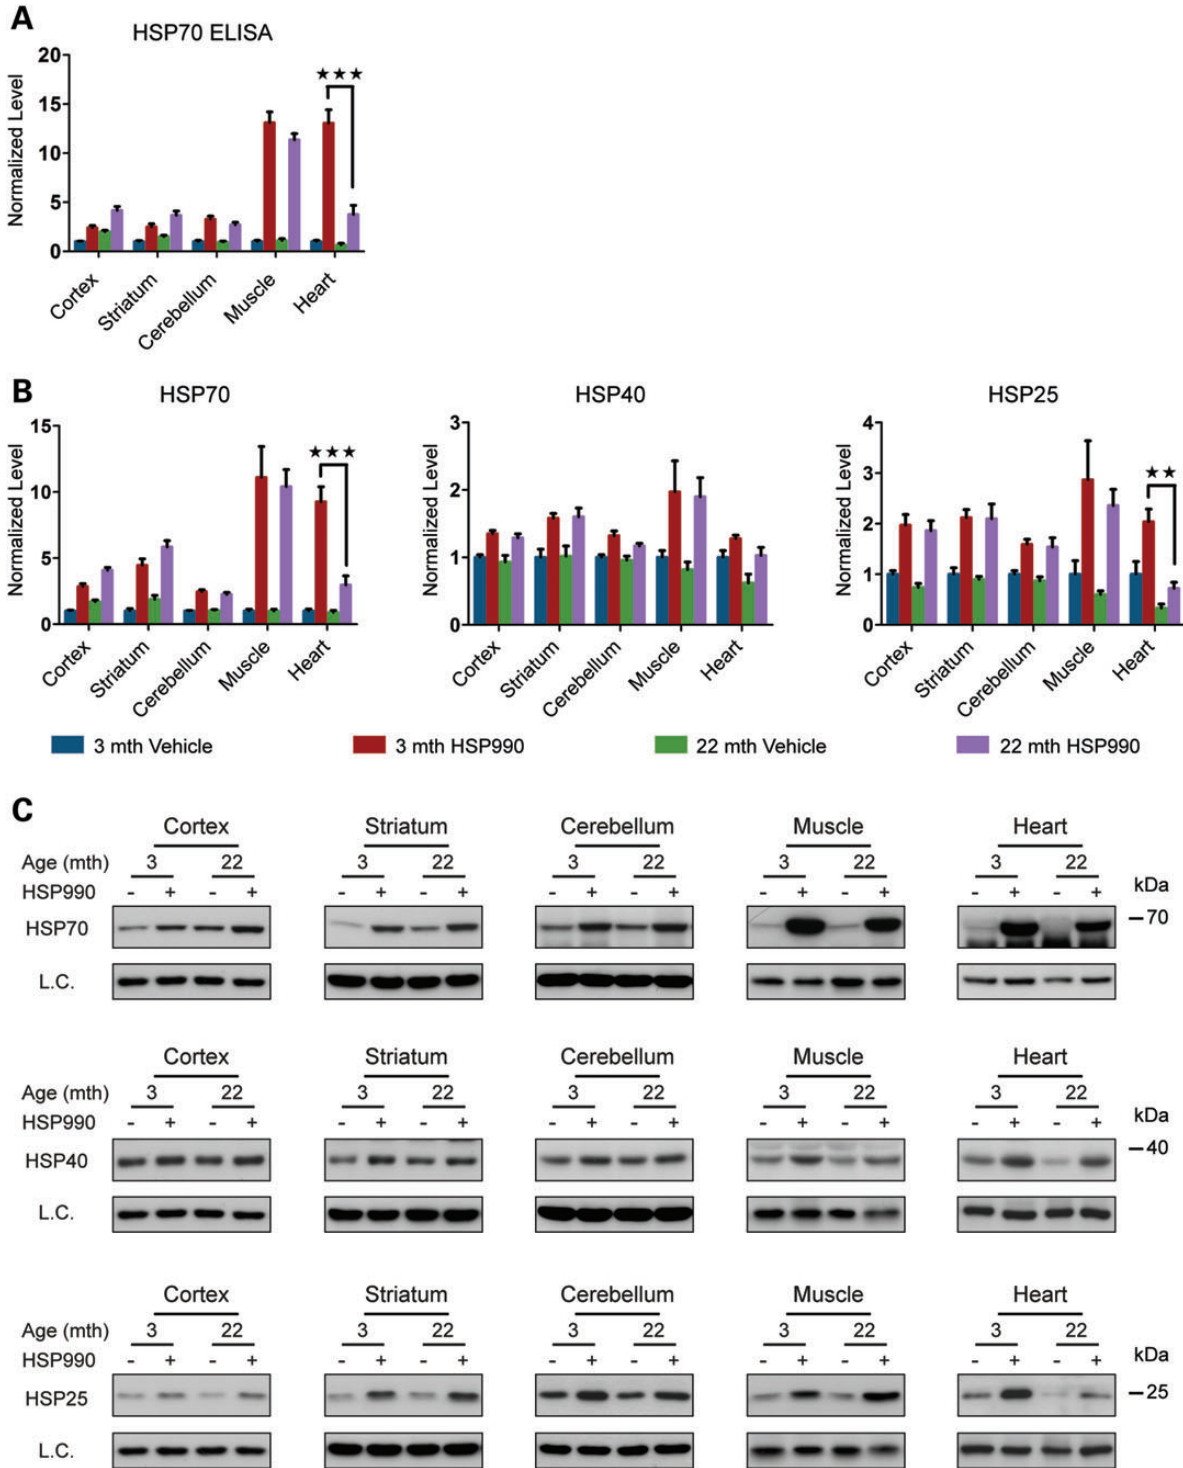 A
HSP70 ELISA
Normalized Level
20
15
10
5
0
★★★
Cortex
Striatum
Cerebellum
Muscle
Heart
B
HSP70
Normalized Level
15
10
5
0
★★★
Cortex
Striatum
Cerebellum
Muscle
Heart
HSP40
Normalized Level
3
2
1
0
Cortex
Striatum
Cerebellum
Muscle
Heart
HSP25
Normalized Level
4
3
2
1
0
★★
Cortex
Striatum
Cerebellum
Muscle
Heart
3 mth Vehicle 3 mth HSP990 22 mth Vehicle 22 mth HSP990
C
Cortex Striatum Cerebellum Muscle Heart
Age (mth) 3 22 3 22 3 22 3 22 3 22
HSP990 - + - + - + - + - + - + - + - + - + - + kDa
HSP70 –70
L.C.
Cortex Striatum Cerebellum Muscle Heart
Age (mth) 3 22 3 22 3 22 3 22 3 22
HSP990 - + - + - + - + - + - + - + - + - + - + kDa
HSP40 –40
L.C.
Cortex Striatum Cerebellum Muscle Heart
Age (mth) 3 22 3 22 3 22 3 22 3 22
HSP990 - + - + - + - + - + - + - + - + - + - + kDa
HSP25 –25
L.C.